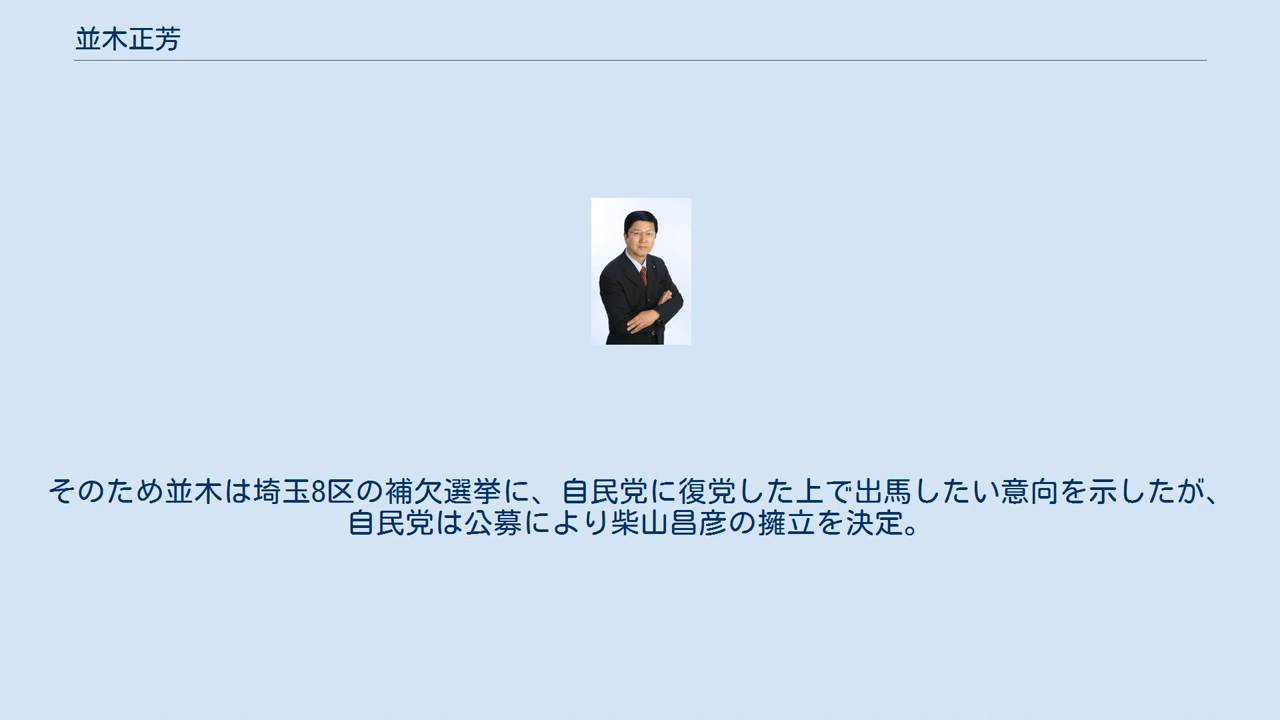 並木正芳
そのため並木は埼玉8区の補欠選挙に、自民党に復党した上で出馬したい意向を示したが、
自民党は公募により柴山昌彦の擁立を決定。